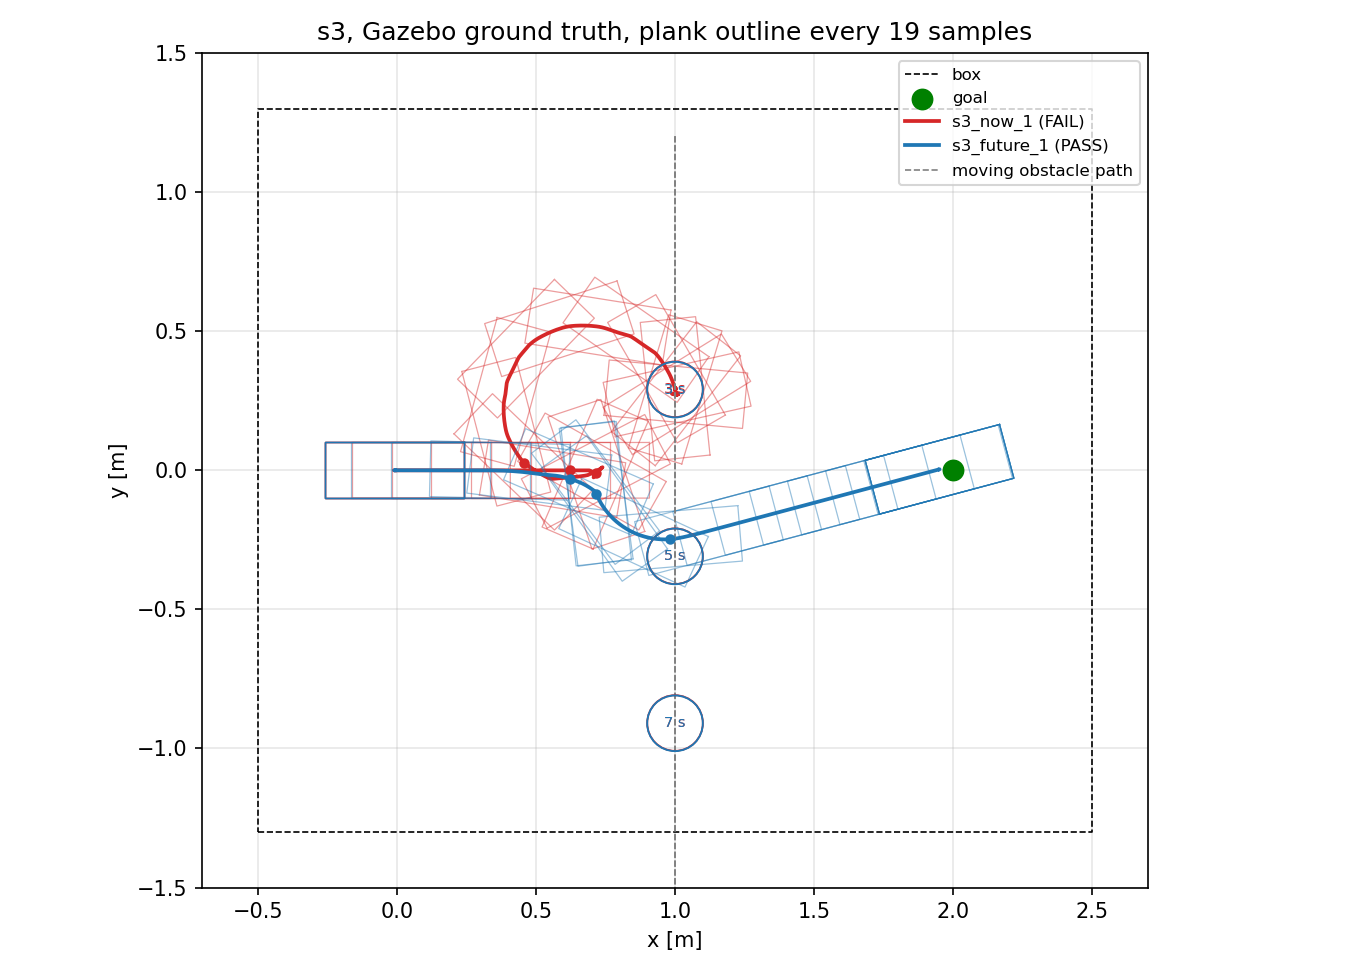 s3, Gazebo ground truth, plank outline every 19 samples
box
goal
s3_now_1 (FAIL)
s3_future_1 (PASS)
moving obstacle path
1.5
1.0
0.5
0.0
−0.5
−1.0
−1.5
y [m]
3 s
5 s
7 s
−0.5
0.0
0.5
1.0
1.5
2.0
2.5
x [m]